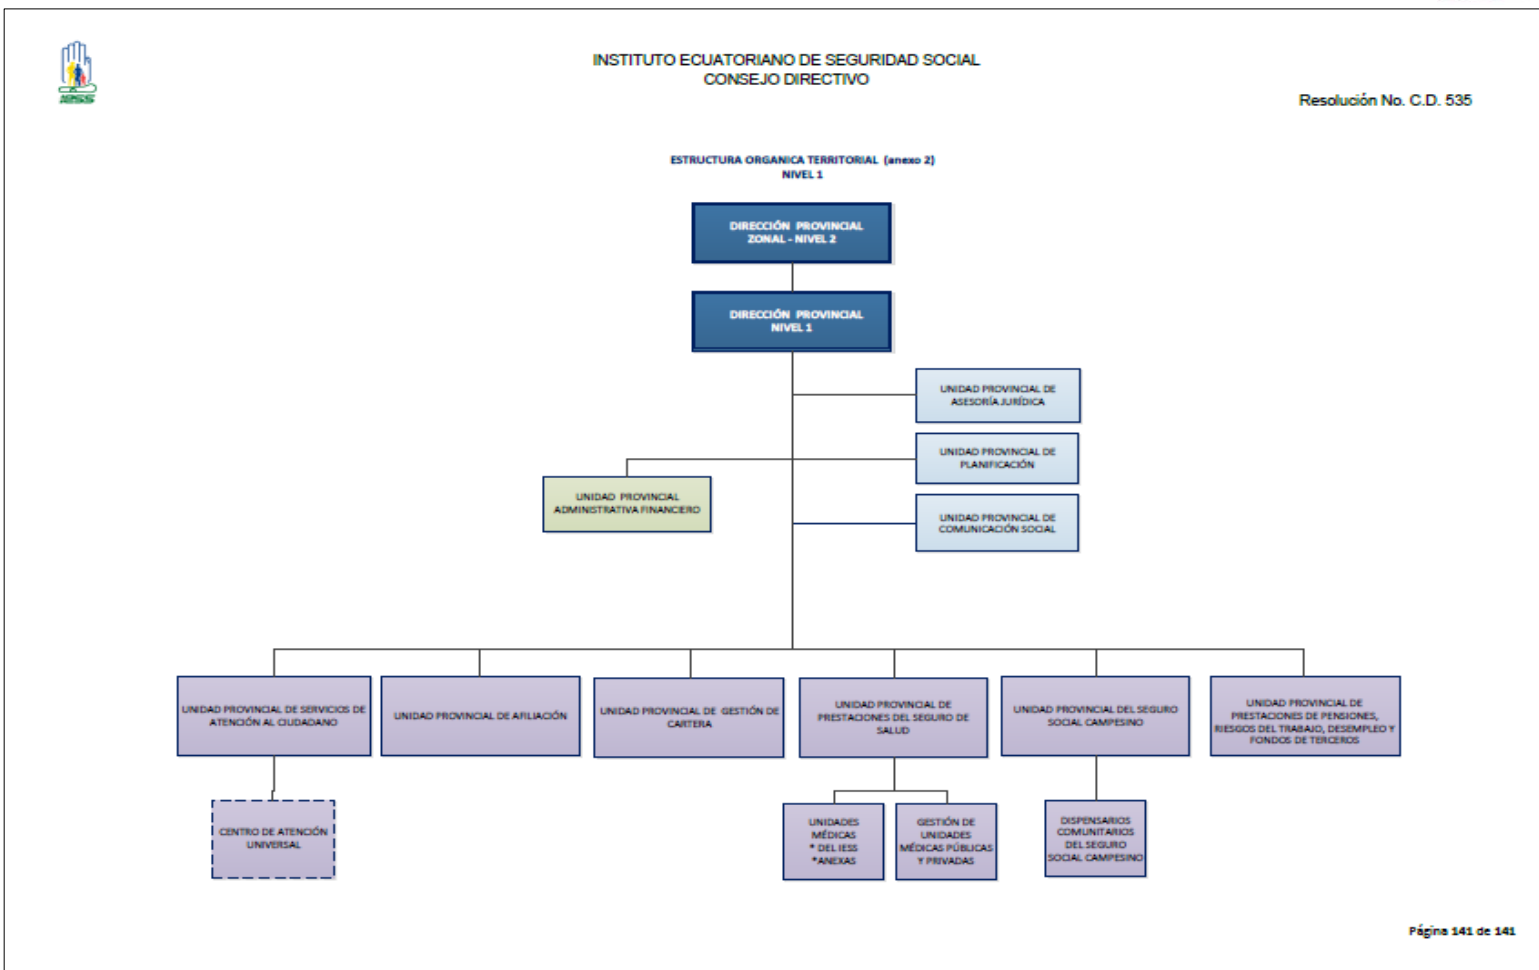 IESS
INSTITUTO ECUATORIANO DE SEGURIDAD SOCIAL
CONSEJO DIRECTIVO
Resolución No. C.D. 535
ESTRUCTURA ORGANICA TERRITORIAL (anexo 2)
NIVEL 1
DIRECCIÓN PROVINCIAL
ZONAL - NIVEL 2
DIRECCIÓN PROVINCIAL
NIVEL 1
UNIDAD PROVINCIAL DE
ASESORÍA JURÍDICA
UNIDAD PROVINCIAL DE
PLANIFICACIÓN
UNIDAD PROVINCIAL
ADMINISTRATIVA FINANCIERO
UNIDAD PROVINCIAL DE
COMUNICACIÓN SOCIAL
UNIDAD PROVINCIAL DE SERVICIOS DE
ATENCIÓN AL CIUDADANO
UNIDAD PROVINCIAL DE AFILIACIÓN
UNIDAD PROVINCIAL DE GESTIÓN DE
CARTERA
UNIDAD PROVINCIAL DE
PRESTACIONES DEL SEGURO DE
SALUD
UNIDAD PROVINCIAL DEL SEGURO
SOCIAL CAMPESINO
UNIDAD PROVINCIAL DE
PRESTACIONES DE PENSIONES,
RIESGOS DEL TRABAJO, DESEMPLEO Y
FONDOS DE TERCEROS
CENTRO DE ATENCIÓN
UNIVERSAL
UNIDADES
MÉDICAS
* DEL IESS
*ANEXAS
GESTIÓN DE
UNIDADES
MÉDICAS PÚBLICAS
Y PRIVADAS
DISPENSARIOS
COMUNITARIOS
DEL SEGURO
SOCIAL CAMPESINO
Página 141 de 141